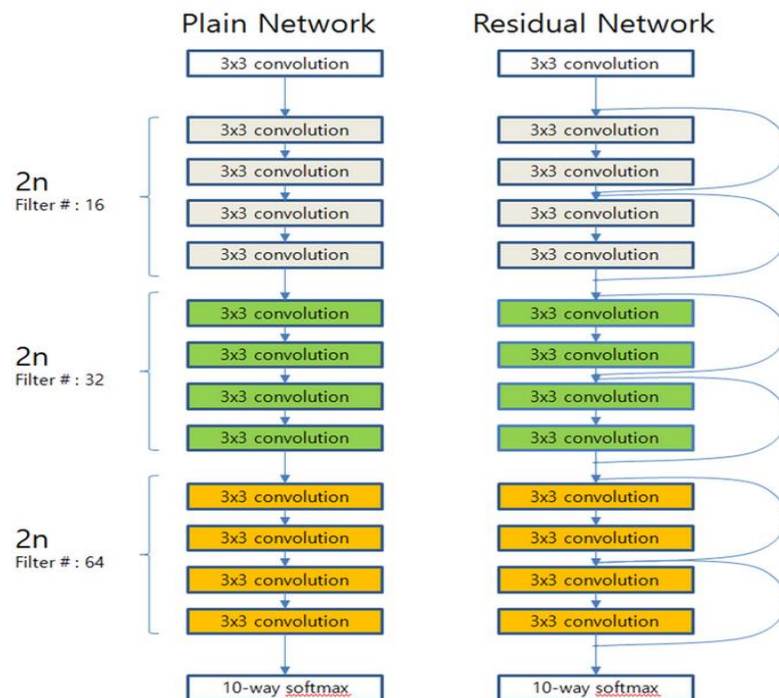 Plain Network
Residual Network
3x3 convolution
3x3 convolution
2n
Filter # : 16
3x3 convolution
3x3 convolution
3x3 convolution
3x3 convolution
3x3 convolution
3x3 convolution
3x3 convolution
3x3 convolution
2n
Filter # : 32
3x3 convolution
3x3 convolution
3x3 convolution
3x3 convolution
3x3 convolution
3x3 convolution
3x3 convolution
3x3 convolution
2n
Filter # : 64
3x3 convolution
3x3 convolution
3x3 convolution
3x3 convolution
3x3 convolution
3x3 convolution
3x3 convolution
3x3 convolution
10-way softmax
10-way softmax